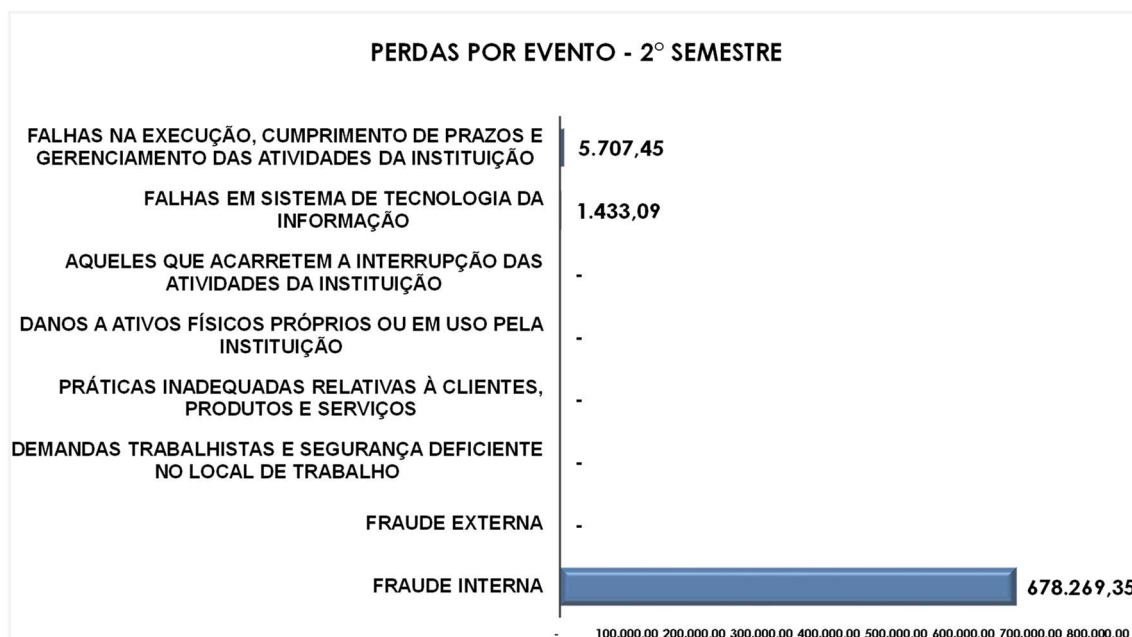 PERDAS POR EVENTO - 2° SEMESTRE
FALHAS NA EXECUÇÃO, CUMPRIMENTO DE PRAZOS E
GERENCIAMENTO DAS ATIVIDADES DA INSTITUIÇÃO
5.707,45
FALHAS EM SISTEMA DE TECNOLOGIA DA
INFORMAÇÃO
1.433,09
AQUELES QUE ACARRETEM A INTERRUPÇÃO DAS
ATIVIDADES DA INSTITUIÇÃO
-
DANOS A ATIVOS FÍSICOS PRÓPRIOS OU EM USO PELA
INSTITUIÇÃO
-
PRÁTICAS INADEQUADAS RELATIVAS À CLIENTES,
PRODUTOS E SERVIÇOS
-
DEMANDAS TRABALHISTAS E SEGURANÇA DEFICIENTE
NO LOCAL DE TRABALHO
-
FRAUDE EXTERNA
-
FRAUDE INTERNA
678.269,35
- 100.000,00 200.000,00 300.000,00 400.000,00 500.000,00 600.000,00 700.000,00 800.000,00